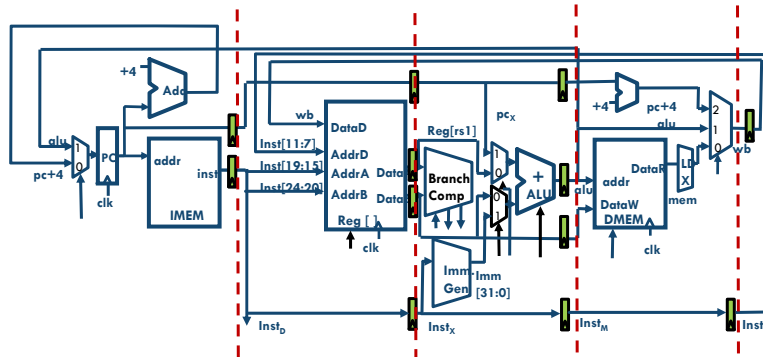 +4
Add
alu
1
0
pc+4
PC
clk
addr
inst
IMEM
wb
Inst[11:7]
Inst[19:15]
Inst[24:20]
DataD
AddrD
AddrA
AddrB
Data
Data
Reg [ ]
clk
Reg[rs1]
pcX
Branch
Comp
1
0
0
1
+
ALU
Imm.
Gen
Imm
[31:0]
alu
+4
pc+4
alu
2
1
0
wb
DataR
addr
DataW
DMEM
clk
LD
X
mem
InstD
InstX
InstM
Inst